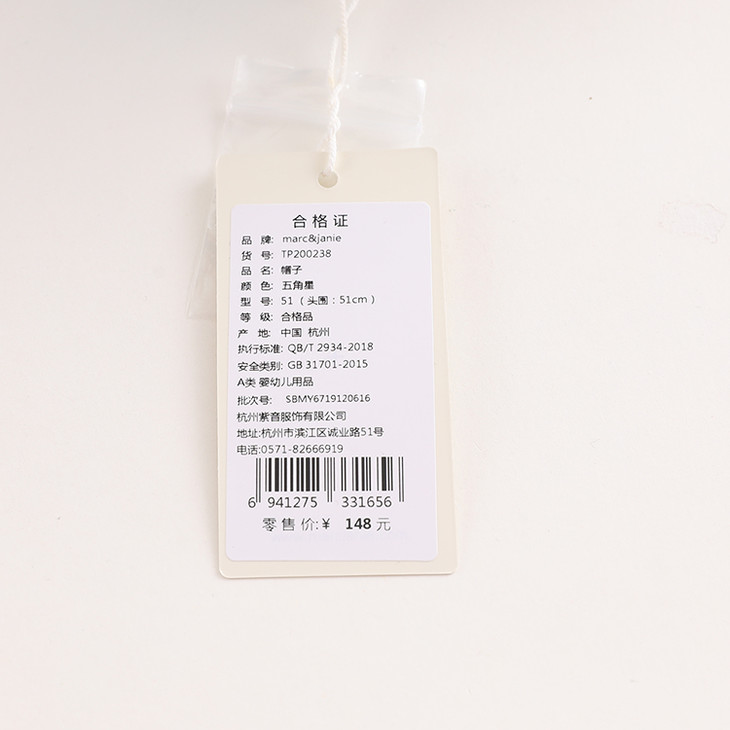 合格证
品 牌: marc&janie
货 号: TP200238
品 名: 帽子
颜 色: 五角星
型 号: 51（头围：51cm）
等 级: 合格品
产 地: 中国 杭州
执行标准: QB/T 2934-2018
安全类别: GB 31701-2015
A类 婴幼儿用品
批次号: SBMY6719120616
杭州紫音服饰有限公司
地址:杭州市滨江区诚业路51号
电话:0571-82666919
6 941275 331656
零售价:¥ 148 元